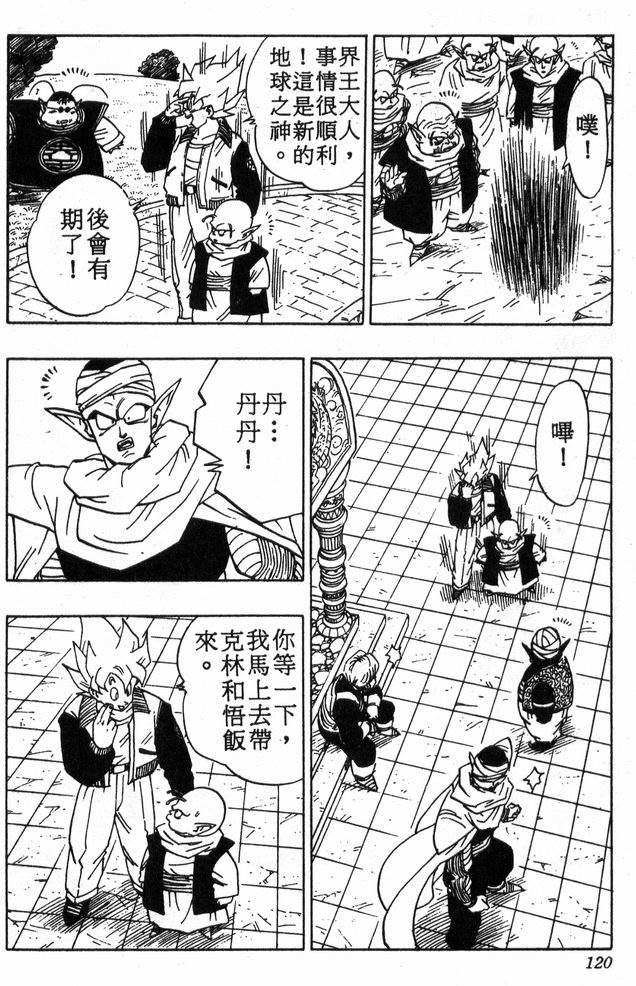 噗！
界王大人，
事情很順利
！這是新的
地球之神。
後會有
期了！
嗶！
丹…
丹丹！
你等一下，
我馬上去帶
克林和悟飯
來。
120